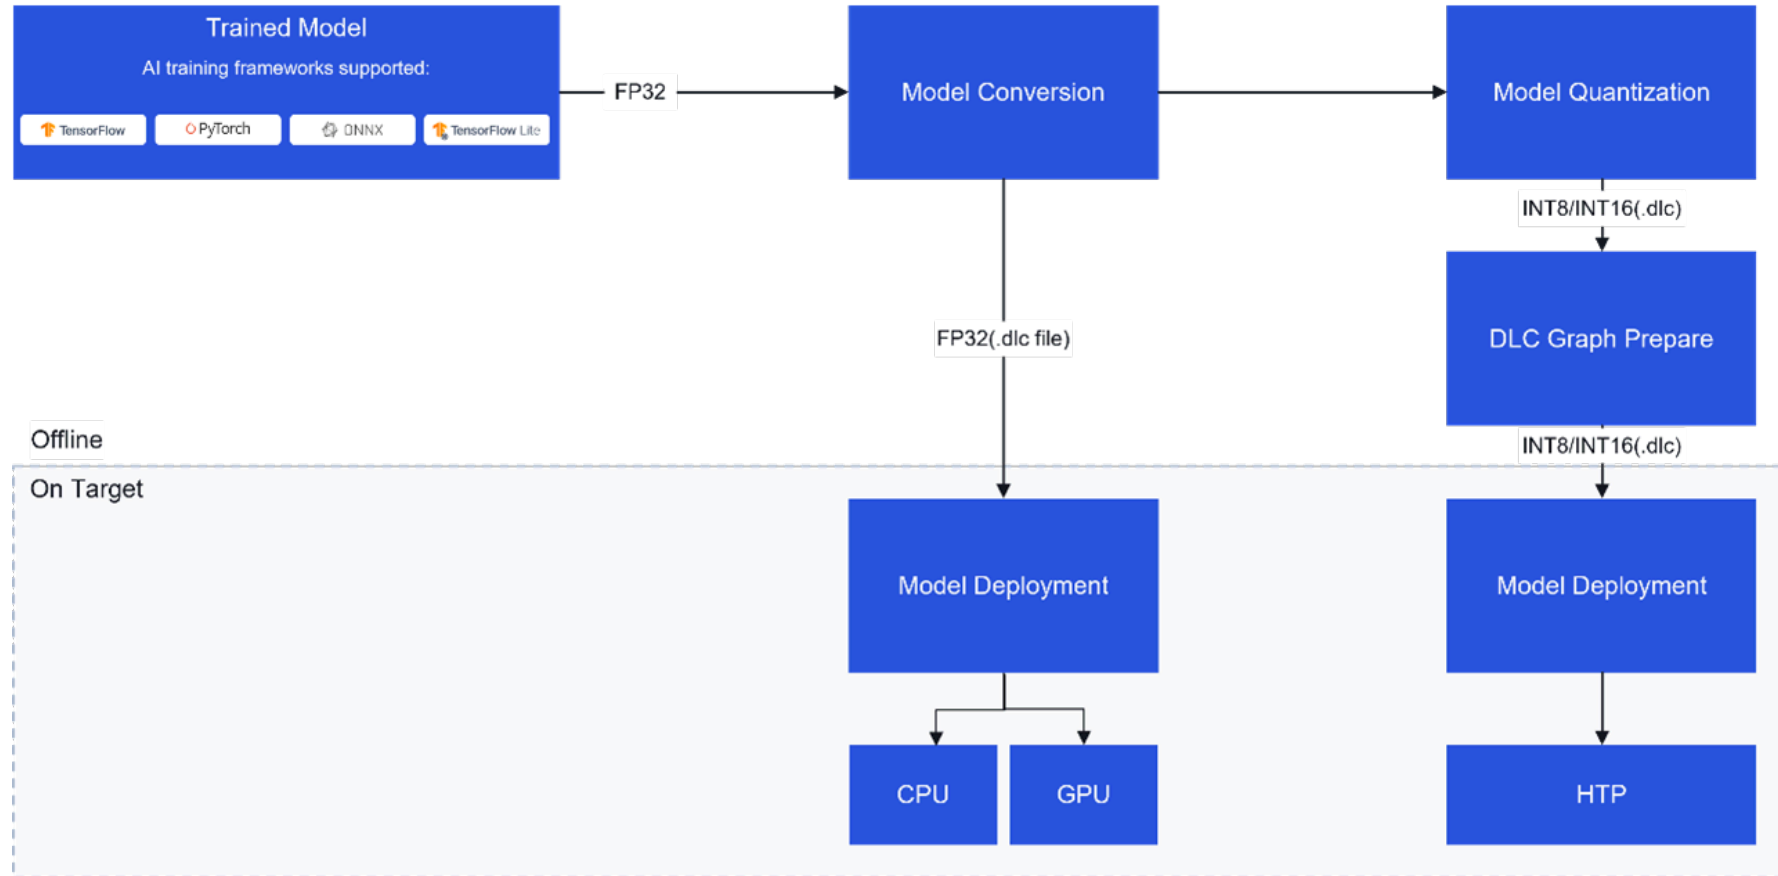 Trained Model
AI training frameworks supported:
TensorFlow
PyTorch
ONNX
TensorFlow Lite
FP32
Model Conversion
Model Quantization
INT8/INT16(.dlc)
FP32(.dlc file)
DLC Graph Prepare
Offline
INT8/INT16(.dlc)
On Target
Model Deployment
Model Deployment
CPU
GPU
HTP